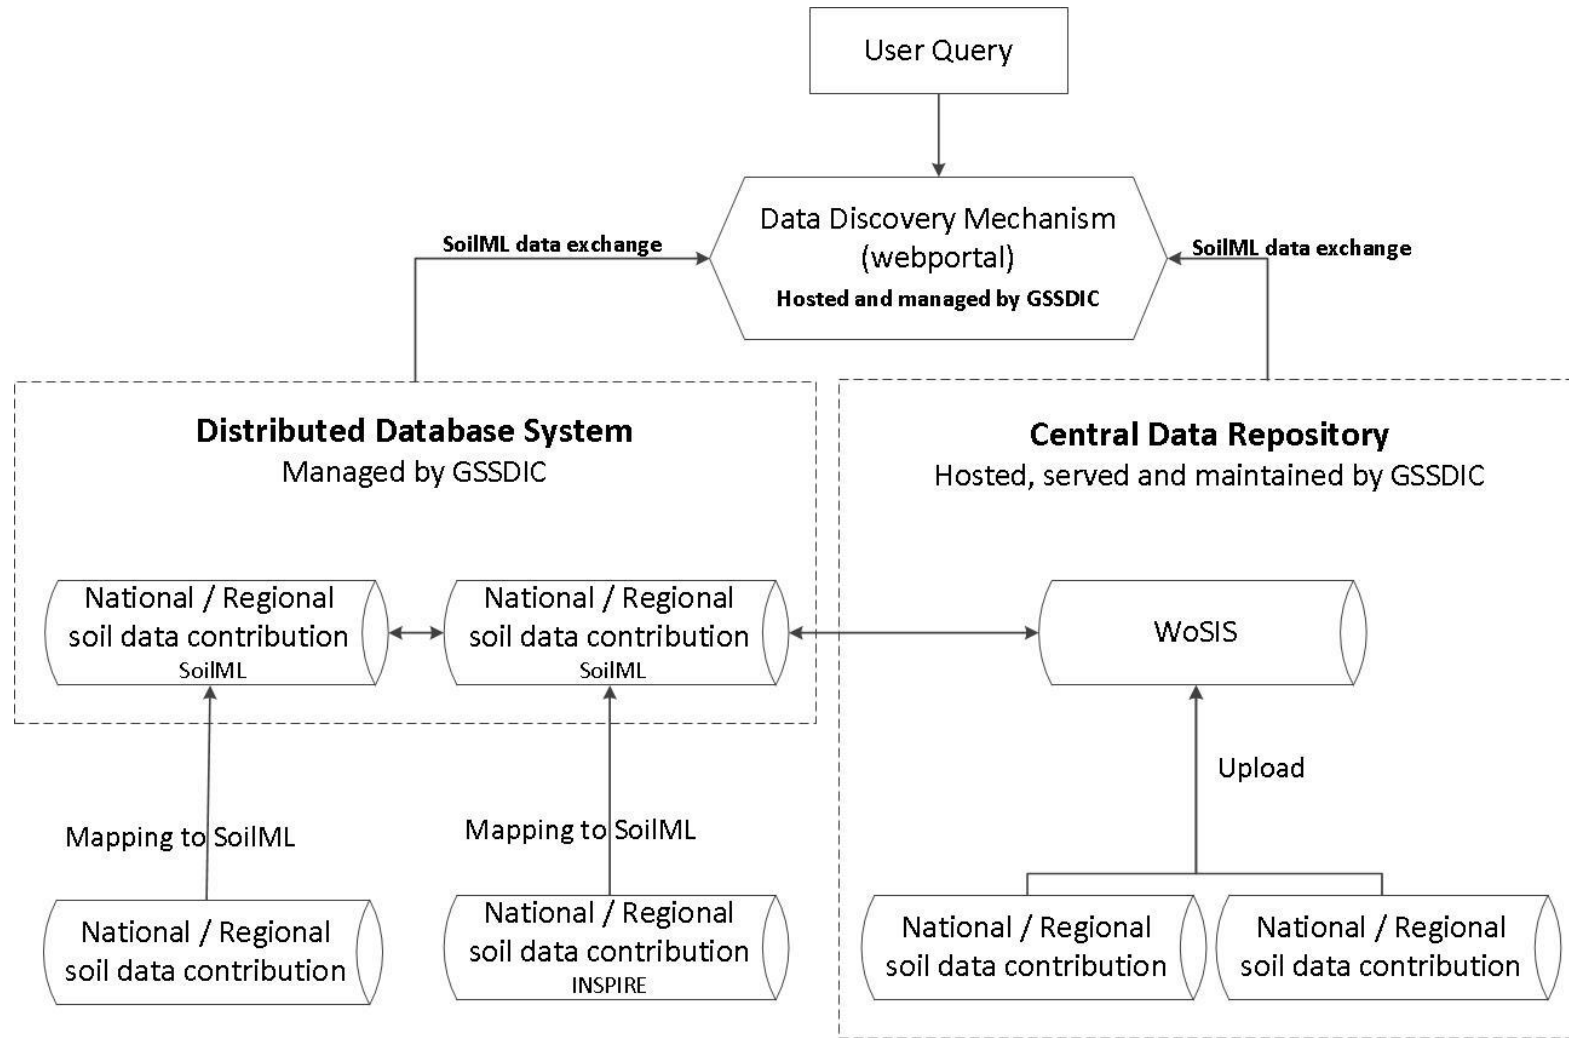 User Query
Data Discovery Mechanism
(webportal)
Hosted and managed by GSSDIC
SoilML data exchange
SoilML data exchange
Distributed Database System
Managed by GSSDIC
Central Data Repository
Hosted, served and maintained by GSSDIC
National / Regional
soil data contribution
SoilML
National / Regional
soil data contribution
SoilML
WoSIS
Mapping to SoilML
Mapping to SoilML
Upload
National / Regional
soil data contribution
National / Regional
soil data contribution
INSPIRE
National / Regional
soil data contribution
National / Regional
soil data contribution